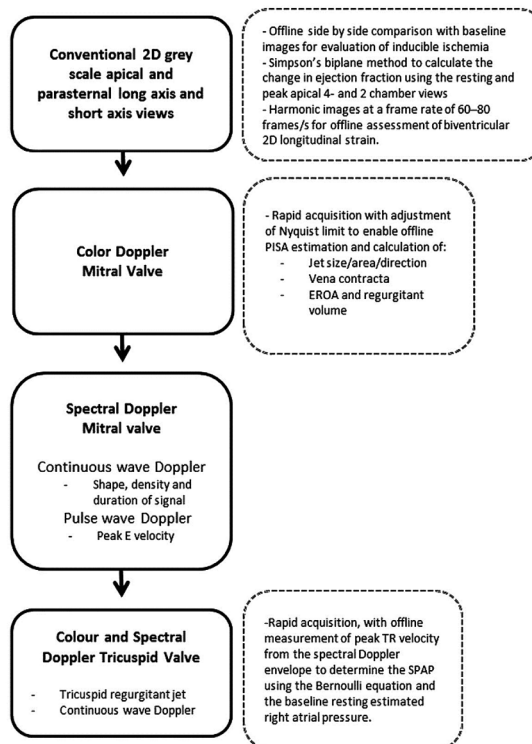 Conventional 2D grey
scale apical and
parasternal long axis and
short axis views
- Offline side by side comparison with baseline
images for evaluation of inducible ischemia
- Simpson's biplane method to calculate the
change in ejection fraction using the resting and
peak apical 4- and 2 chamber views
- Harmonic images at a frame rate of 60–80
frames/s for offline assessment of biventricular
2D longitudinal strain.
Color Doppler
Mitral Valve
- Rapid acquisition with adjustment
of Nyquist limit to enable offline
PISA estimation and calculation of:
- Jet size/area/direction
- Vena contracta
- EROA and regurgitant
volume
Spectral Doppler
Mitral valve
Continuous wave Doppler
- Shape, density and
duration of signal
Pulse wave Doppler
- Peak E velocity
Colour and Spectral
Doppler Tricuspid Valve
- Tricuspid regurgitant jet
- Continuous wave Doppler
-Rapid acquisition, with offline
measurement of peak TR velocity
from the spectral Doppler
envelope to determine the SPAP
using the Bernoulli equation and
the baseline resting estimated
right atrial pressure.